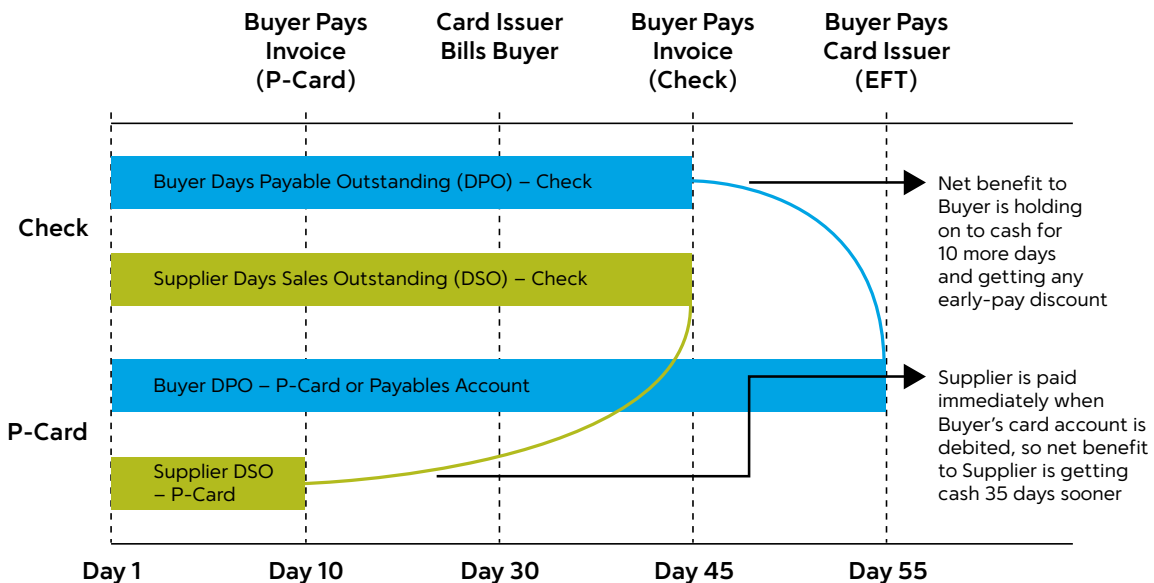 Buyer Pays
Invoice
(P-Card)
Card Issuer
Bills Buyer
Buyer Pays
Invoice
(Check)
Buyer Pays
Card Issuer
(EFT)
Check
Buyer Days Payable Outstanding (DPO) – Check
Supplier Days Sales Outstanding (DSO) – Check
Net benefit to
Buyer is holding
on to cash for
10 more days
and getting any
early-pay discount
P-Card
Buyer DPO – P-Card or Payables Account
Supplier DSO
– P-Card
Supplier is paid
immediately when
Buyer’s card account is
debited, so net benefit
to Supplier is getting
cash 35 days sooner
Day 1
Day 10
Day 30
Day 45
Day 55